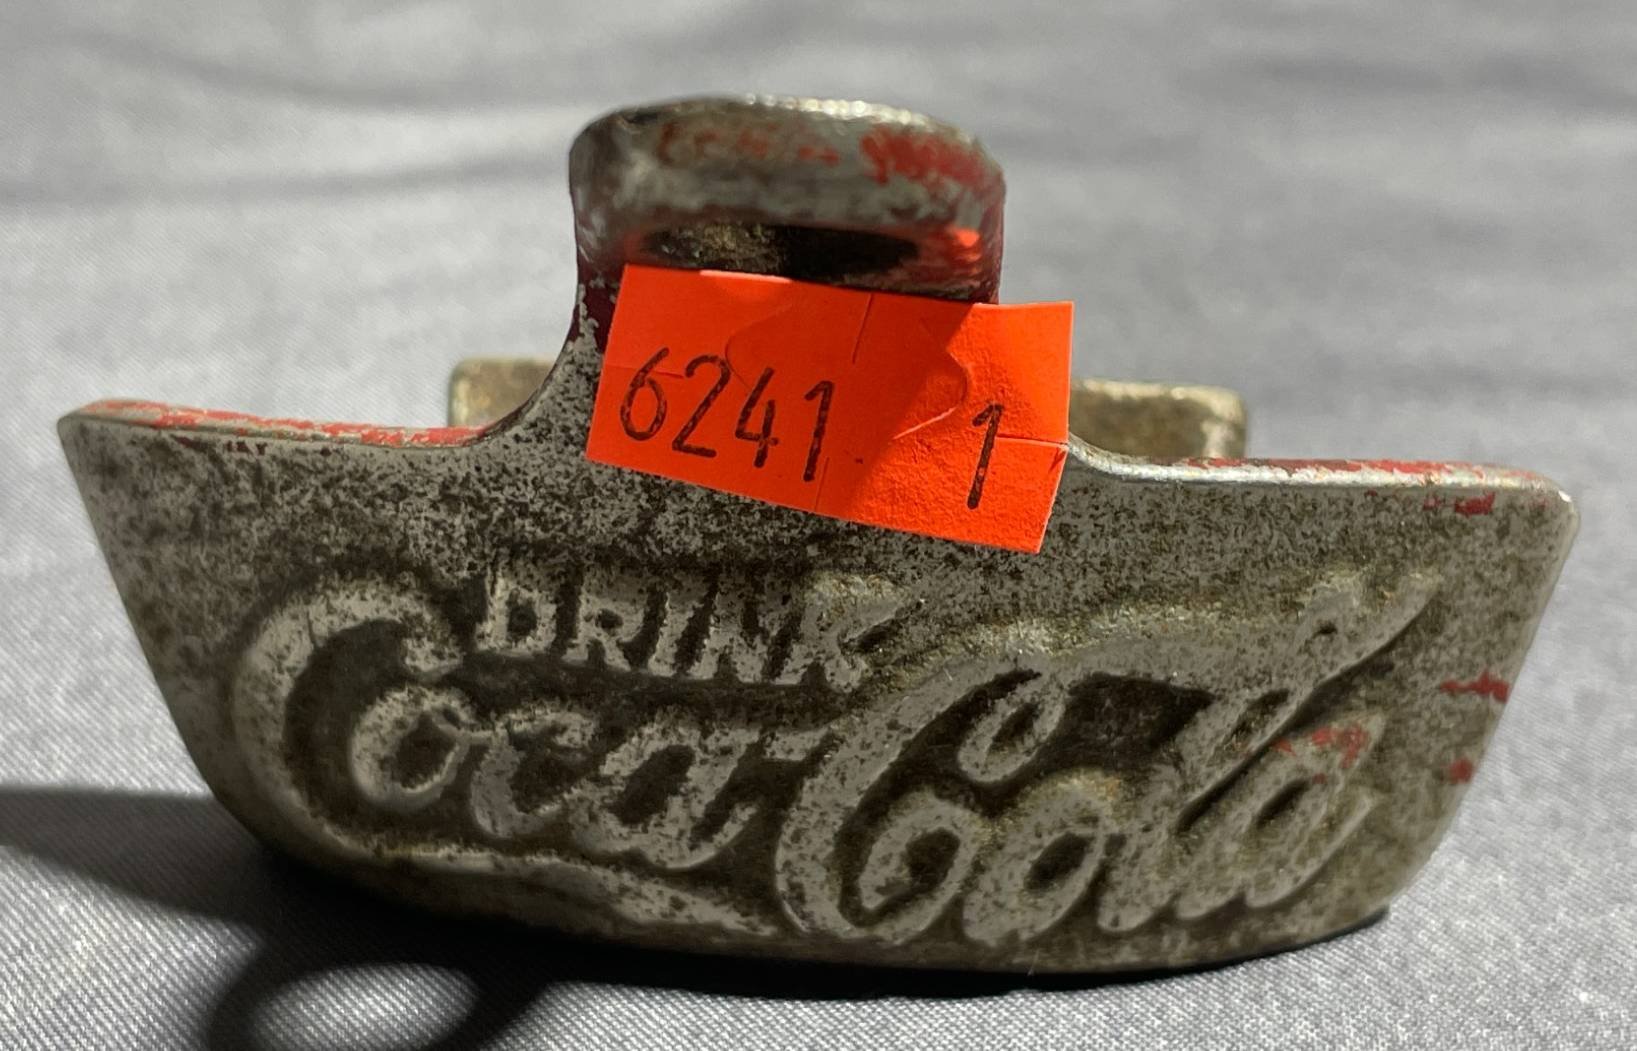 6241 1
DRINK
Coca-Cola